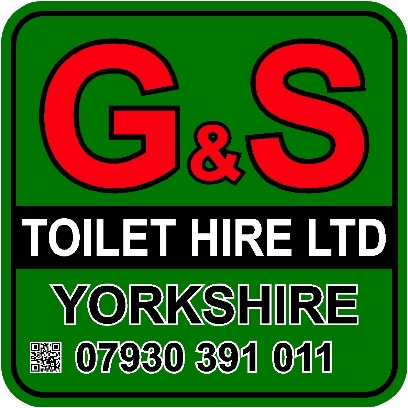 G&S
TOILET HIRE LTD
YORKSHIRE
07930 391 011